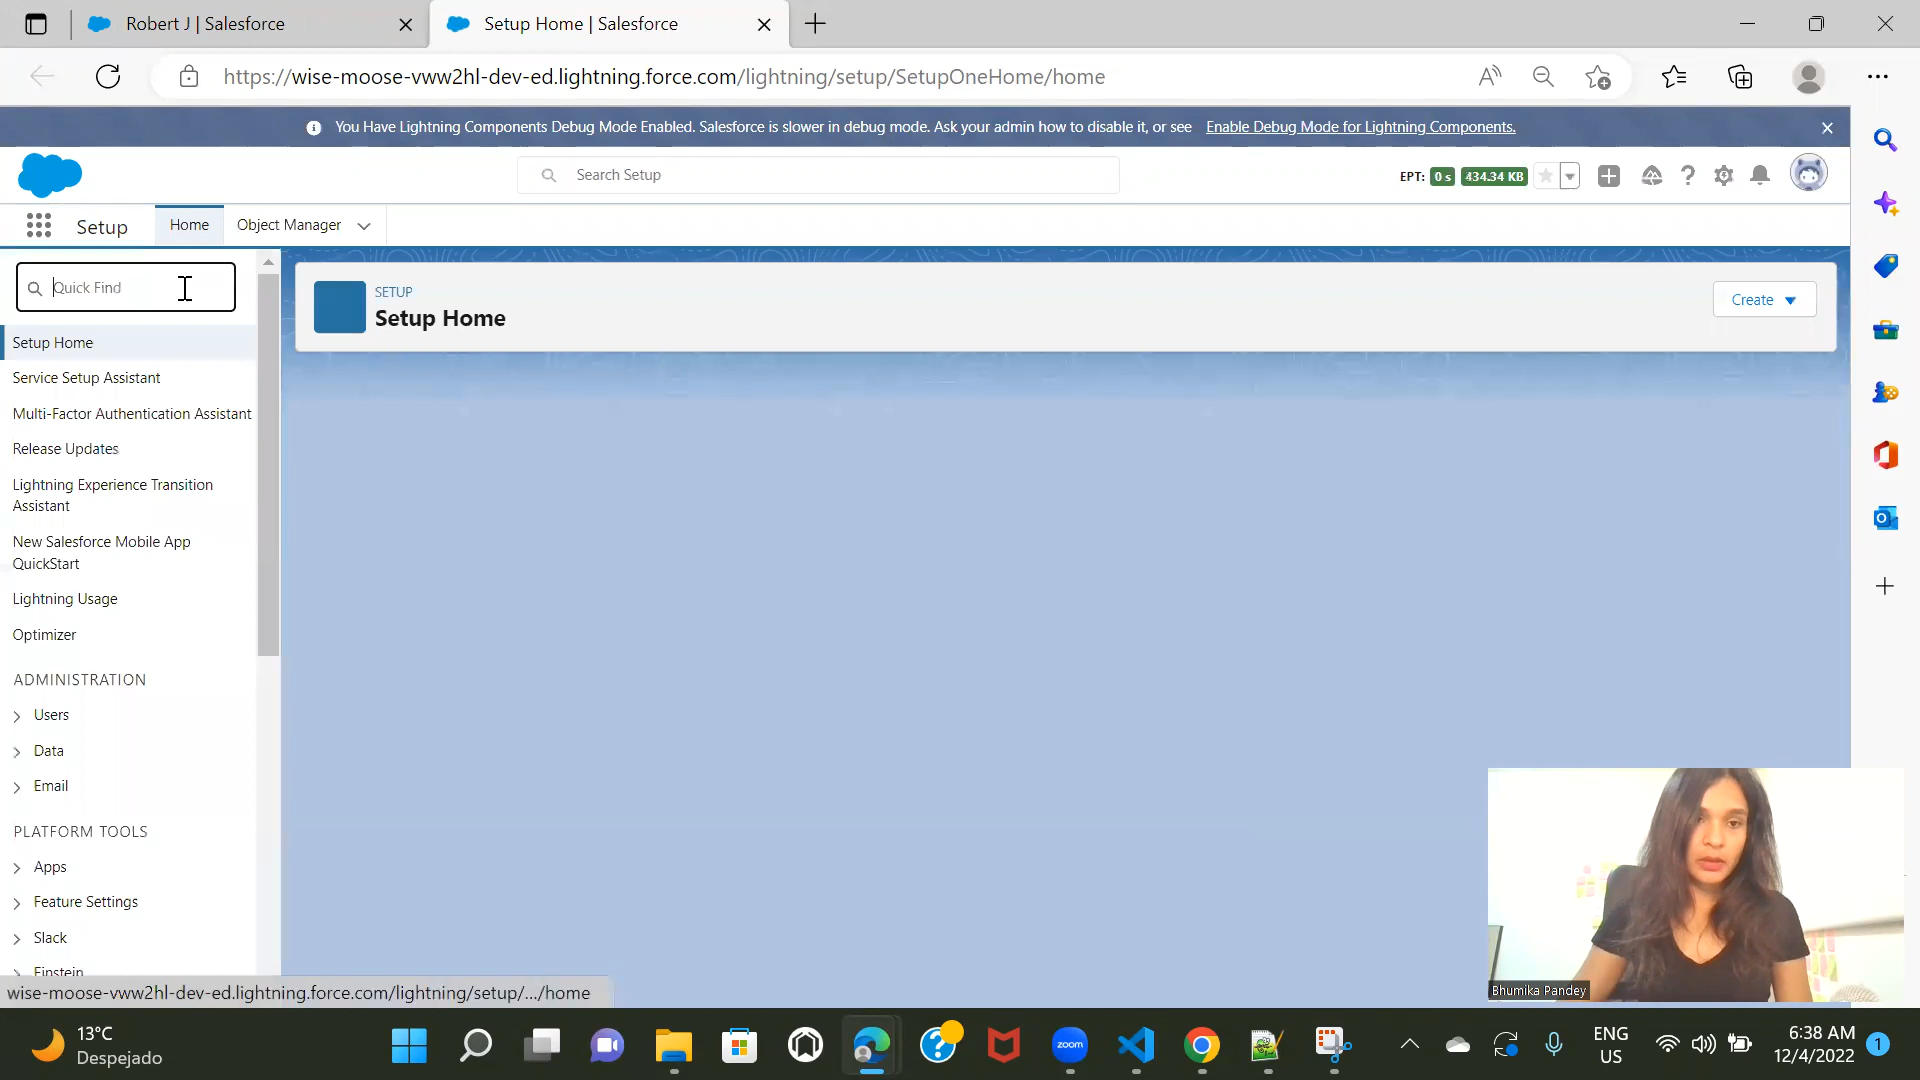 Robert J | Salesforce
Setup Home | Salesforce
https://wise-moose-vww2hl-dev-ed.lightning.force.com/lightning/setup/SetupOneHome/home
You Have Lightning Components Debug Mode Enabled. Salesforce is slower in debug mode. Ask your admin how to disable it, or see Enable Debug Mode for Lightning Components.
Search Setup
EPT: 0 s 434.34 KB
Setup
Home
Object Manager
Quick Find
Setup Home
Service Setup Assistant
Multi-Factor Authentication Assistant
Release Updates
Lightning Experience Transition
Assistant
New Salesforce Mobile App
QuickStart
Lightning Usage
Optimizer
ADMINISTRATION
Users
Data
Email
PLATFORM TOOLS
Apps
Feature Settings
Slack
Einstein
SETUP
Setup Home
Create
wise-moose-vww2hl-dev-ed.lightning.force.com/lightning/setup/.../home
Bhumika Pandey
13°C
Despejado
zoom
ENG
US
6:38 AM
12/4/2022
1